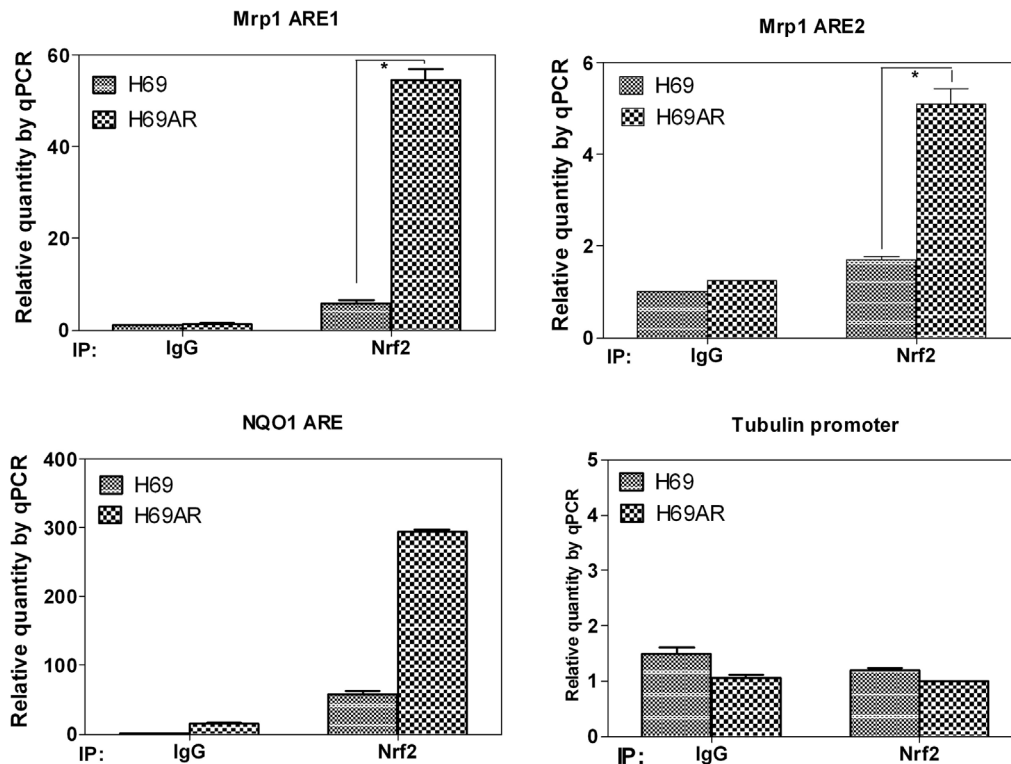 Mrp1 ARE1
Relative quantity by qPCR
60
40
20
0
H69
H69AR
*
IP:
IgG
Nrf2
Mrp1 ARE2
Relative quantity by qPCR
6
4
2
0
H69
H69AR
*
IP:
IgG
Nrf2
NQO1 ARE
Relative quantity by qPCR
400
300
200
100
0
H69
H69AR
IP:
IgG
Nrf2
Tubulin promoter
Relative quantity by qPCR
5
4
3
2
1
0
H69
H69AR
IP:
IgG
Nrf2